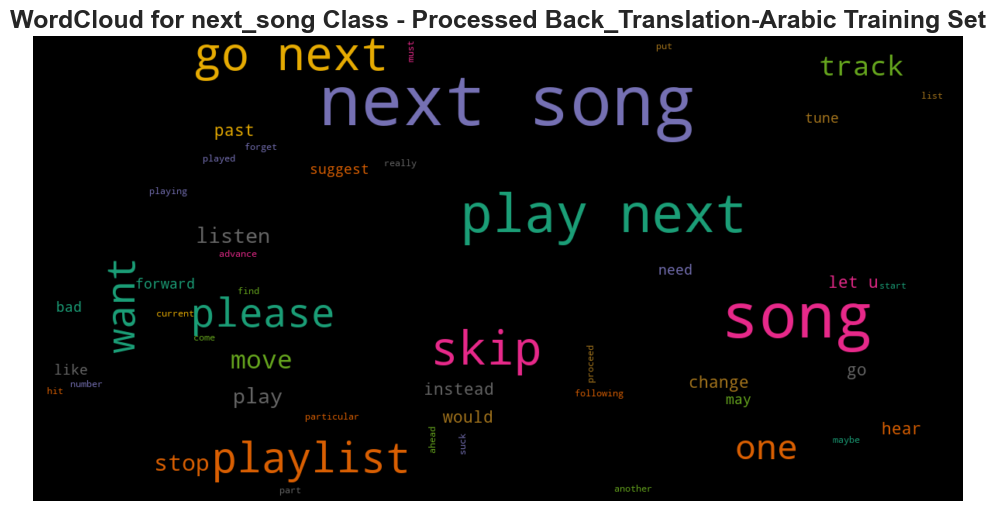 WordCloud for next_song Class - Processed Back_Translation-Arabic Training Set
go next
must
put
track
next song
list
tune
past
forget
played
suggest
really
playing
play next
listen
advance
want
need
forward
find
let u
start
bad
current
please
song
come
skip
move
proceed
like
number
hit
play
instead
following
change
go
may
particular
would
ahead
suck
hear
maybe
one
stop
playlist
part
another